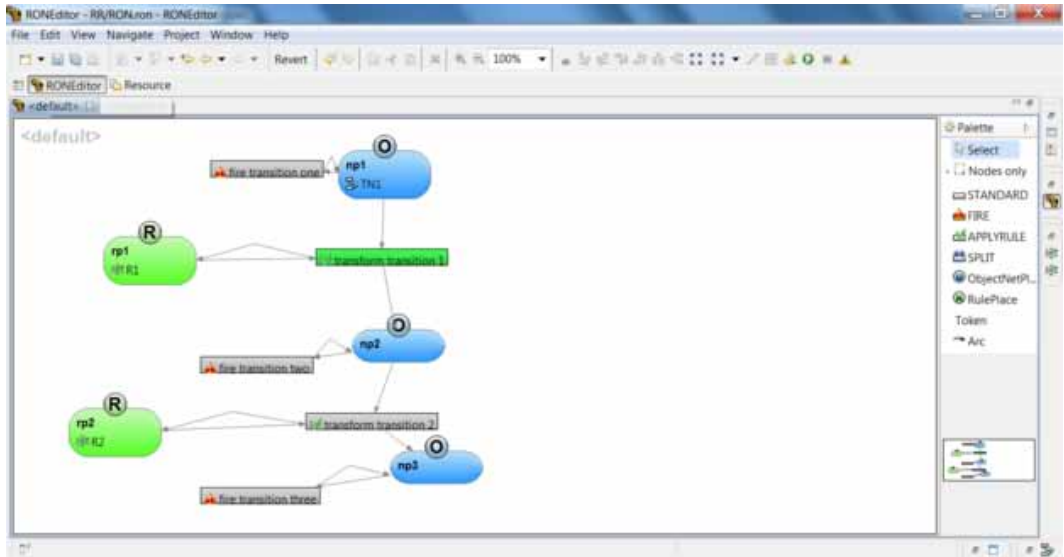 RONEditor - RR/RON.ron - RONEditor
File Edit View Navigate Project Window Help
Revert 100%
RONEditor Resource
<default>
<default>
O
np1
TN1
fire transition one
R
rp1
R1
transform transition 1
O
np2
fire transition two
R
rp2
R2
transform transition 2
O
np3
fire transition three
Palette
Select
Nodes only
STANDARD
FIRE
APPLYRULE
SPLIT
ObjectNetPl...
RulePlace
Token
Arc